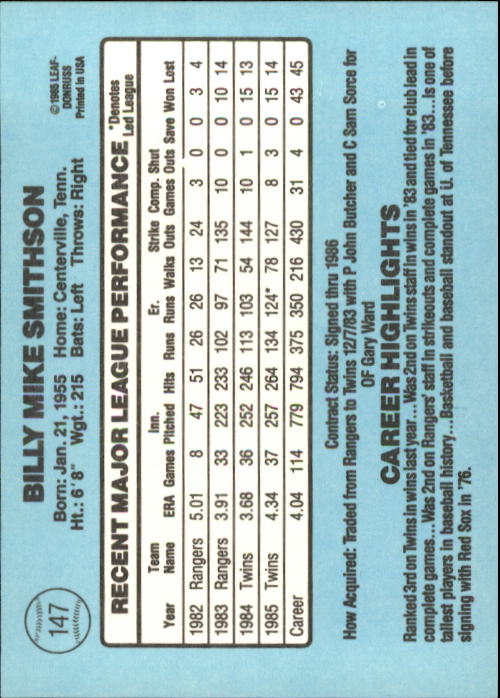 147
BILLY MIKE SMITHSON
©1985 LEAF-
DONRUSS
Printed in USA
Born: Jan. 21, 1955 Home: Centerville, Tenn.
Ht.: 6' 8" Wgt.: 215 Bats: Left Throws: Right
RECENT MAJOR LEAGUE PERFORMANCE *Denotes
Led League
Team Inn. Er. Strike Comp. Shut
Year Name ERA Games Pitched Hits Runs Runs Walks Outs Games Outs Save Won Lost
1982 Rangers 5.01 8 47 51 26 26 13 24 3 0 0 3 4
1983 Rangers 3.91 33 223 233 102 97 71 135 10 0 0 10 14
1984 Twins 3.68 36 252 246 113 103 54 144 10 1 0 15 13
1985 Twins 4.34 37 257 264 134 124* 78 127 8 3 0 15 14
Career 4.04 114 779 794 375 350 216 430 31 4 0 43 45
Contract Status: Signed thru 1986
How Acquired: Traded from Rangers to Twins 12/7/83 with P John Butcher and C Sam Sorce for
OF Gary Ward
CAREER HIGHLIGHTS
Ranked 3rd on Twins in wins last year...Was 2nd on Twins staff in wins in '83 and tied for club lead in
complete games...Was 2nd on Rangers' staff in strikeouts and complete games in '83...Is one of
tallest players in baseball history...Basketball and baseball standout at U. of Tennessee before
signing with Red Sox in '76.